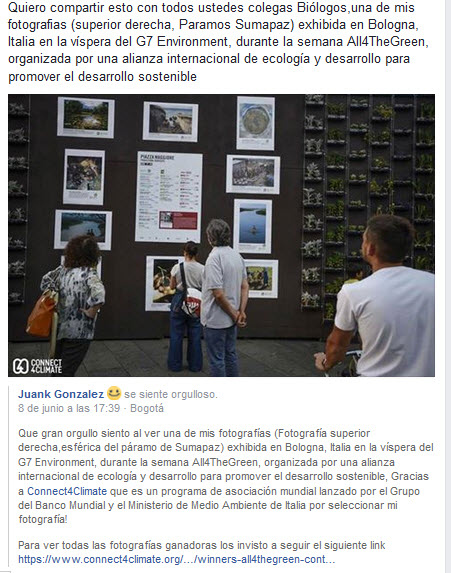 Quiero compartir esto con todos ustedes colegas Biólogos,una de mis
fotografias (superior derecha, Paramos Sumapaz) exhibida en Bologna,
Italia en la víspera del G7 Environment, durante la semana All4TheGreen,
organizada por una alianza internacional de ecología y desarrollo para
promover el desarrollo sostenible
PIAZZA MAGGIORE
CONNECT
4CLIMATE
Juank Gonzalez se siente orgulloso.
8 de junio a las 17:39 · Bogotá
Que gran orgullo siento al ver una de mis fotografías (Fotografía superior
derecha,esférica del páramo de Sumapaz) exhibida en Bologna, Italia en la víspera del
G7 Environment, durante la semana All4TheGreen, organizada por una alianza
internacional de ecología y desarrollo para promover el desarrollo sostenible, Gracias
a Connect4Climate que es un programa de asociación mundial lanzado por el Grupo
del Banco Mundial y el Ministerio de Medio Ambiente de Italia por seleccionar mi
fotografía!
Para ver todas las fotografías ganadoras los invisto a seguir el siguiente link
https://www.connect4climate.org/.../winners-all4thegreen-cont...